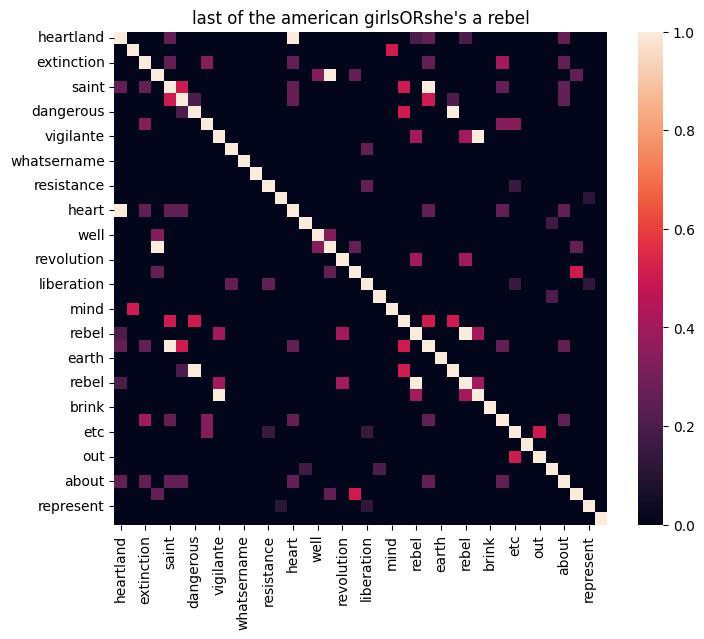 last of the american girlsORshe's a rebel
heartland
extinction
saint
dangerous
vigilante
whatsername
resistance
heart
well
revolution
liberation
mind
rebel
earth
rebel
brink
etc
out
about
represent
1.0
0.8
0.6
0.4
0.2
0.0
heartland
extinction
saint
dangerous
vigilante
whatsername
resistance
heart
well
revolution
liberation
mind
rebel
earth
rebel
brink
etc
out
about
represent